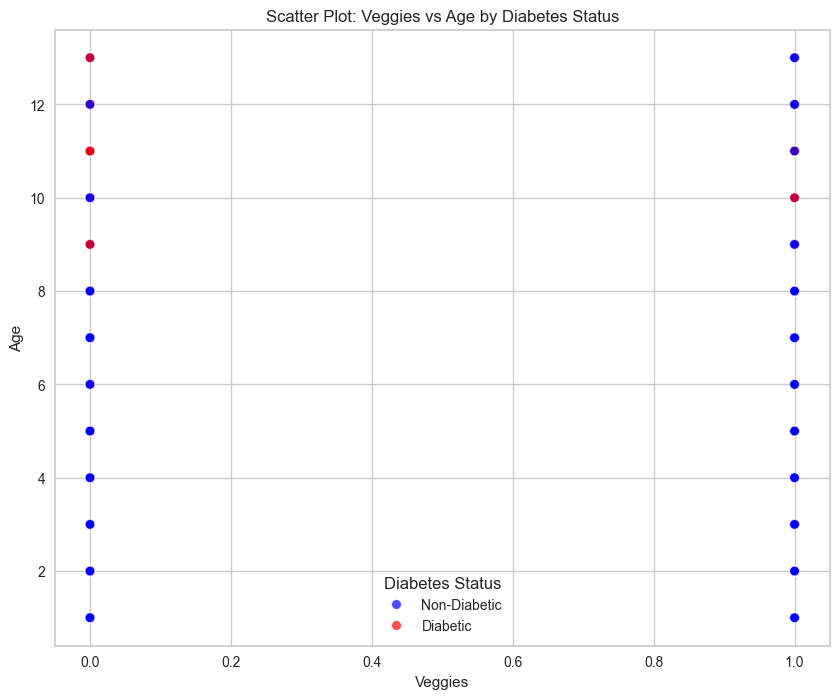 Scatter Plot: Veggies vs Age by Diabetes Status
12
10
8
6
4
2
Age
Diabetes Status
Non-Diabetic
Diabetic
0.0 0.2 0.4 0.6 0.8 1.0
Veggies